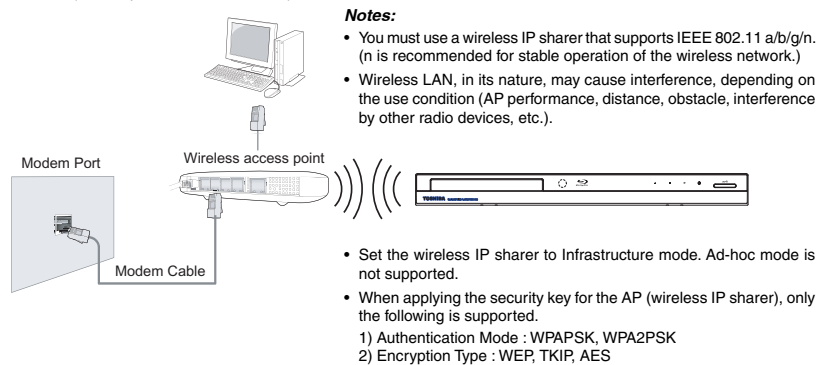 Notes:
• You must use a wireless IP sharer that supports IEEE 802.11 a/b/g/n.
(n is recommended for stable operation of the wireless network.)
• Wireless LAN, in its nature, may cause interference, depending on
the use condition (AP performance, distance, obstacle, interference
by other radio devices, etc.).
Modem Port
Wireless access point
TOSHIBA
Modem Cable
• Set the wireless IP sharer to Infrastructure mode. Ad-hoc mode is
not supported.
• When applying the security key for the AP (wireless IP sharer), only
the following is supported.
1) Authentication Mode : WPAPSK, WPA2PSK
2) Encryption Type : WEP, TKIP, AES